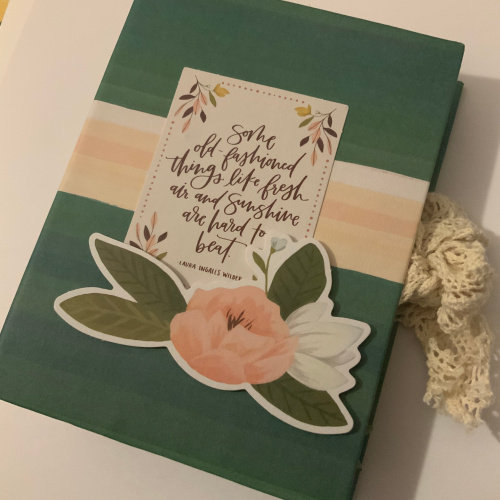 Some
old-fashioned
things like fresh
air and sunshine
are hard to
beat.
LAURA INGALLS WILDER